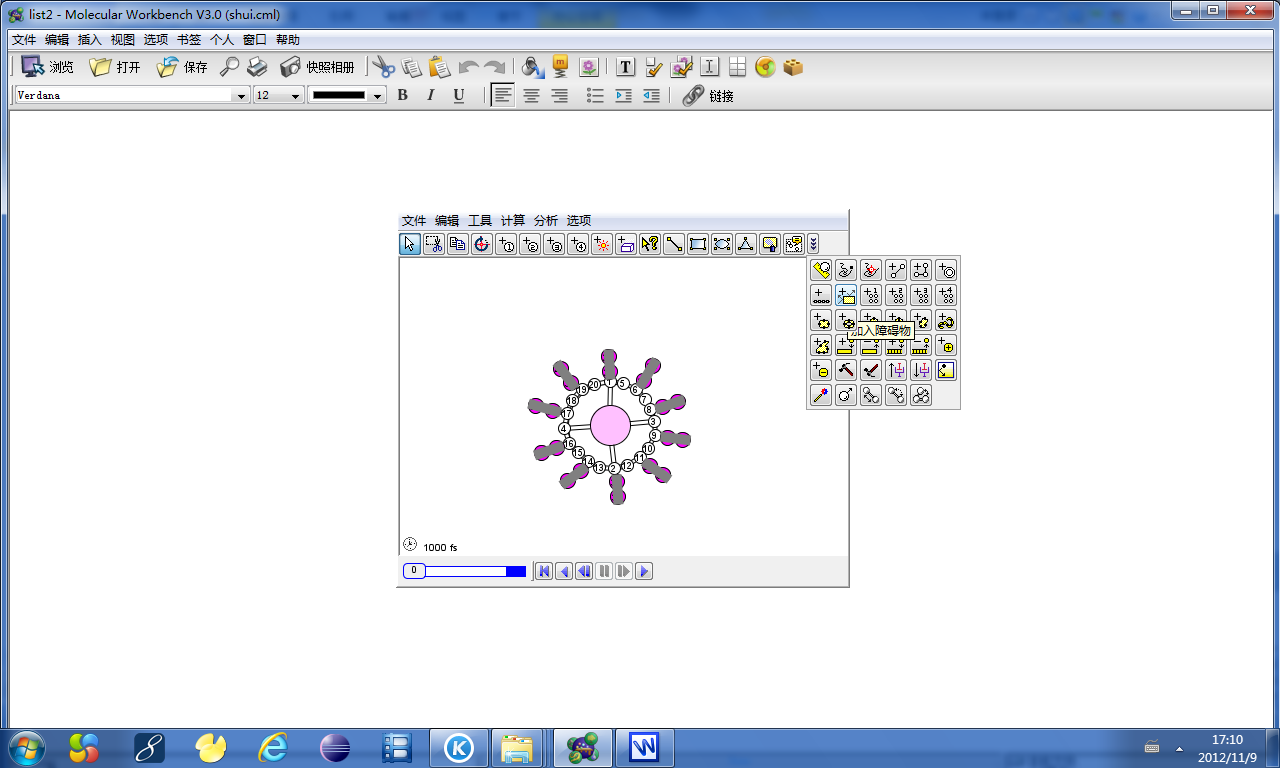 list2 - Molecular Workbench V3.0 (shui.cml)
文件 编辑 插入 视图 选项 书签 个人 窗口 帮助
浏览 打开 保存 快照相册
Verdana 12 B I U 链接
文件 编辑 工具 计算 分析 选项
加入障碍物
20 1 5
19 6
18 7
17 8
4 3
16 9
15 10
14 11
13 2 12
1000 fs
0
17:10
2012/11/9